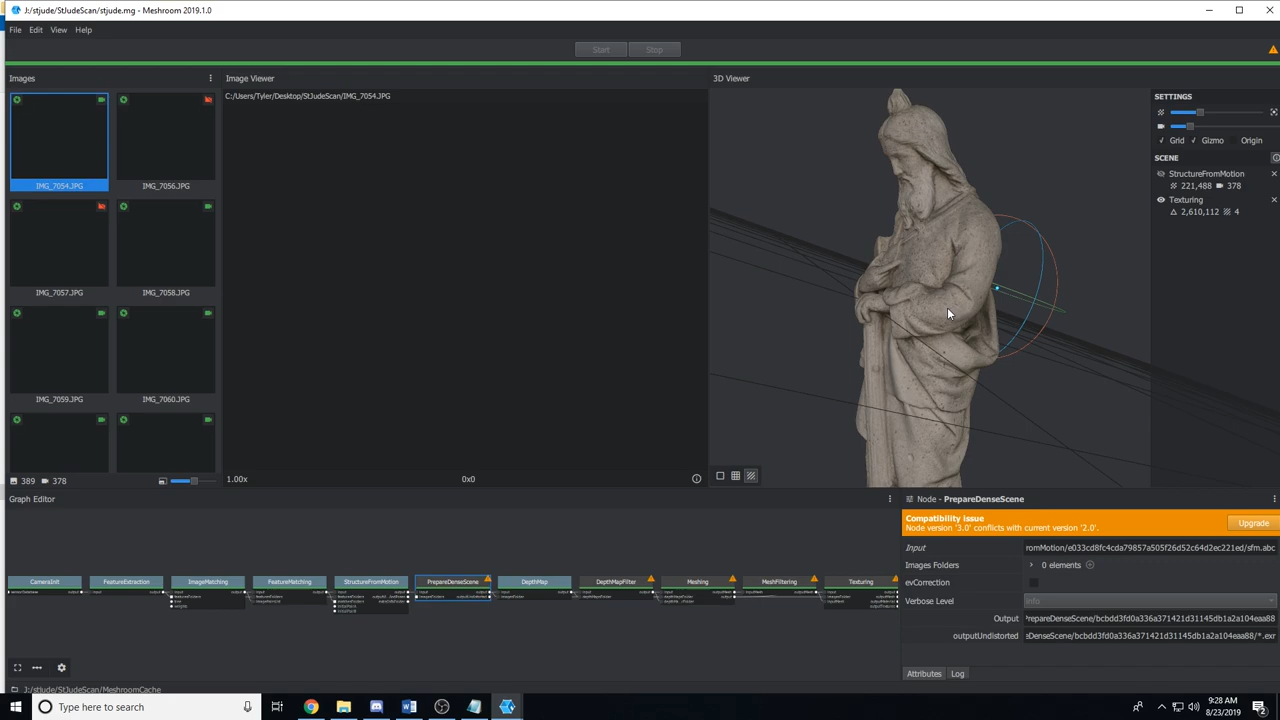 J:/stjude/StJudeScan/stjude.mg - Meshroom 2019.1.0
File Edit View Help
Start Stop
Images
Image Viewer
3D Viewer
C:/Users/Tyler/Desktop/StJudeScan/IMG_7054.JPG
SETTINGS
Grid Gizmo Origin
SCENE
StructureFromMotion
221,488 378
Texturing
2,610,112 4
IMG_7054.JPG IMG_7056.JPG
IMG_7057.JPG IMG_7058.JPG
IMG_7059.JPG IMG_7060.JPG
389 378
1.00x 0x0
Graph Editor
CameraInit FeatureExtraction ImageMatching FeatureMatching StructureFromMotion PrepareDenseScene DepthMap DepthMapFilter Meshing MeshFiltering Texturing
Node - PrepareDenseScene
Compatibility issue
Node version '3.0' conflicts with current version '2.0'.
Upgrade
Input romMotion/e033cd8fc4cda79857a505f26d52c64d2ec221ed/sfm.abc
Images Folders 0 elements
evCorrection
Verbose Level info
Output PrepareDenseScene/bcbdd3fd0a336a371421d31145db1a2a104eaa88
outputUndistorted eDenseScene/bcbdd3fd0a336a371421d31145db1a2a104eaa88/*.exr
Attributes Log
J:/stjude/StJudeScan/MeshroomCache
Type here to search
9:28 AM
8/23/2019
2